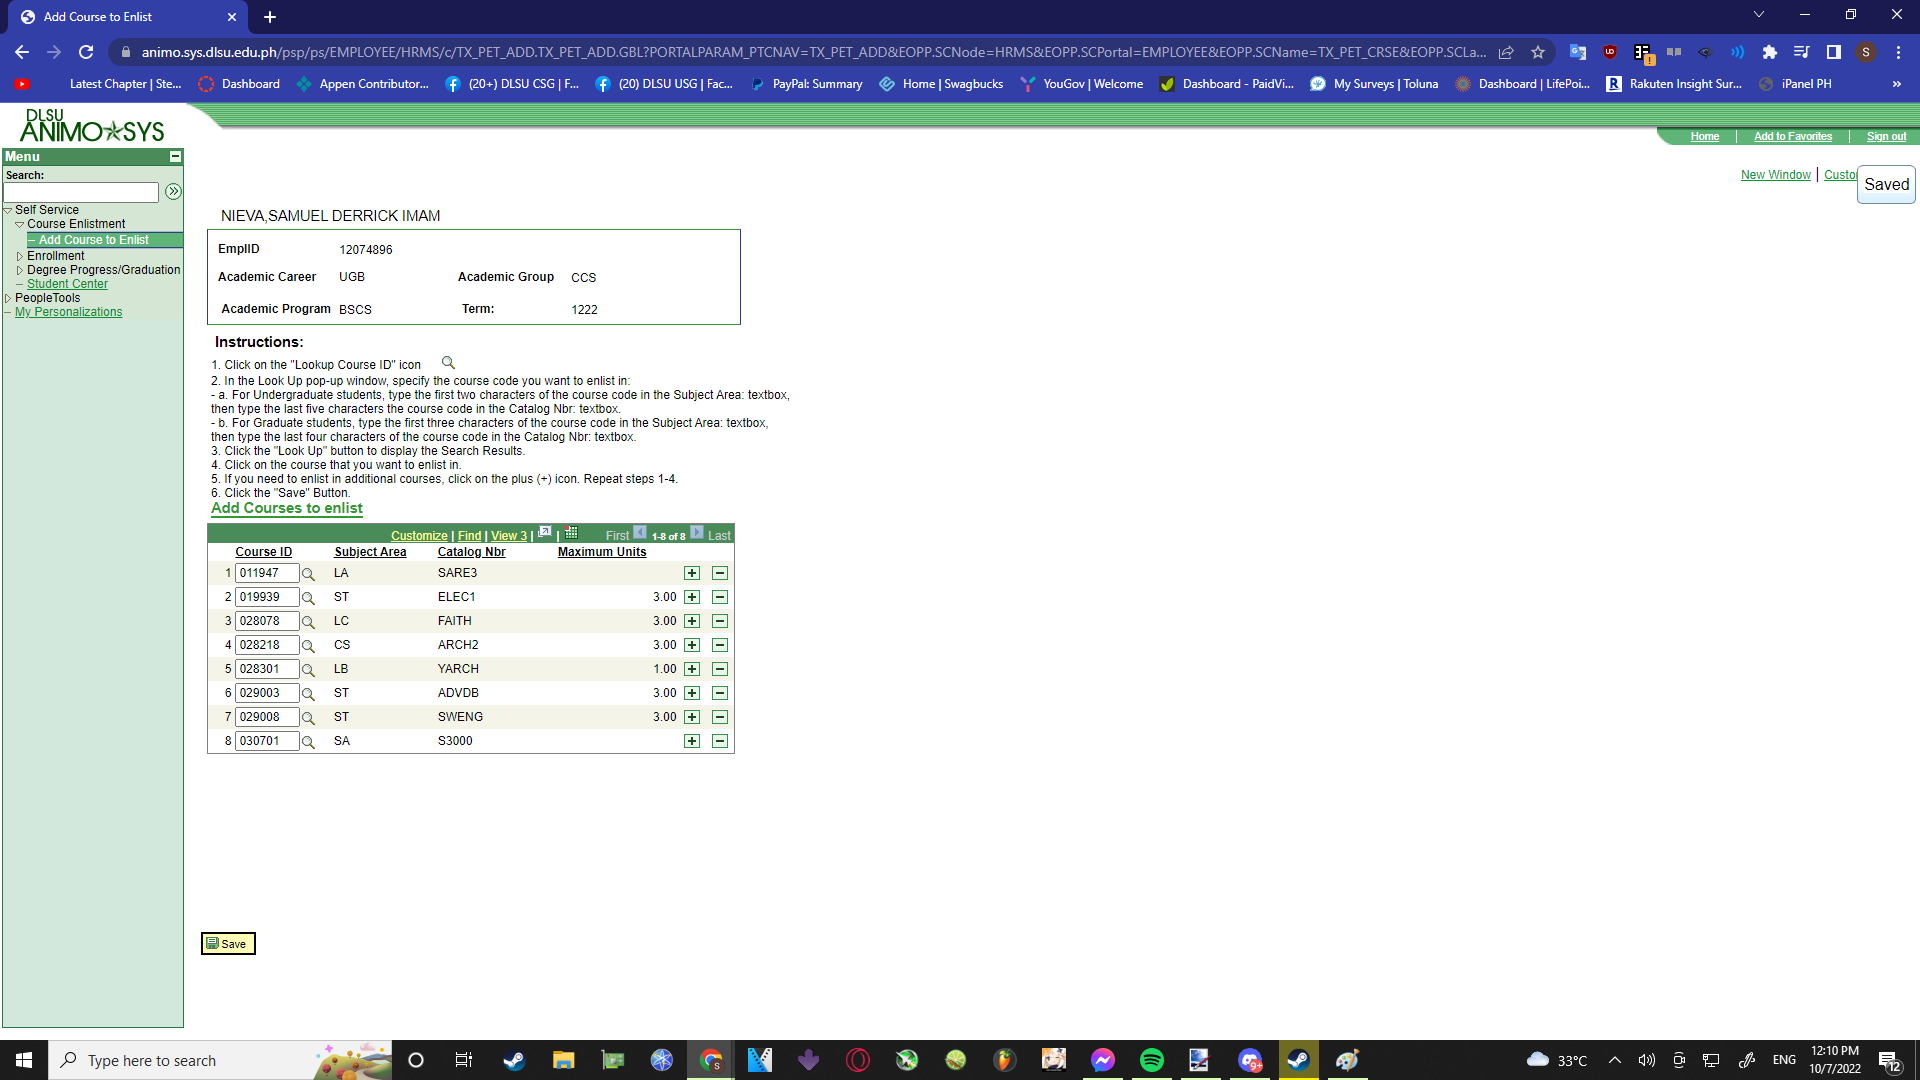 Add Course to Enlist
animo.sys.dlsu.edu.ph/psp/ps/EMPLOYEE/HRMS/c/TX_PET_ADD.TX_PET_ADD.GBL?PORTALPARAM_PTCNAV=TX_PET_ADD&EOPP.SCNode=HRMS&EOPP.SCPortal=EMPLOYEE&EOPP.SCName=TX_PET_CRSE&EOPP.SCLa...
S
Latest Chapter | Ste... Dashboard Appen Contributor... (20+) DLSU CSG | F... (20) DLSU USG | Fac... PayPal: Summary Home | Swagbucks YouGov | Welcome Dashboard - PaidVi... My Surveys | Toluna Dashboard | LifePoi... Rakuten Insight Sur... iPanel PH »
DLSU
ANIMO SYS
Home Add to Favorites Sign out
Menu
Search:
Self Service
Course Enlistment
Add Course to Enlist
Enrollment
Degree Progress/Graduation
Student Center
PeopleTools
My Personalizations
New Window | Custo
Saved
NIEVA,SAMUEL DERRICK IMAM
EmplID 12074896
Academic Career UGB Academic Group CCS
Academic Program BSCS Term: 1222
Instructions:
1. Click on the "Lookup Course ID" icon
2. In the Look Up pop-up window, specify the course code you want to enlist in:
- a. For Undergraduate students, type the first two characters of the course code in the Subject Area: textbox,
then type the last five characters the course code in the Catalog Nbr: textbox.
- b. For Graduate students, type the first three characters of the course code in the Subject Area: textbox,
then type the last four characters of the course code in the Catalog Nbr: textbox.
3. Click the "Look Up" button to display the Search Results.
4. Click on the course that you want to enlist in.
5. If you need to enlist in additional courses, click on the plus (+) icon. Repeat steps 1-4.
6. Click the "Save" Button.
Add Courses to enlist
Customize | Find | View 3 | | First 1-8 of 8 Last
Course ID Subject Area Catalog Nbr Maximum Units
1 011947 LA SARE3
2 019939 ST ELEC1 3.00
3 028078 LC FAITH 3.00
4 028218 CS ARCH2 3.00
5 028301 LB YARCH 1.00
6 029003 ST ADVDB 3.00
7 029008 ST SWENG 3.00
8 030701 SA S3000
Save
Type here to search
33°C
ENG
12:10 PM
10/7/2022
12